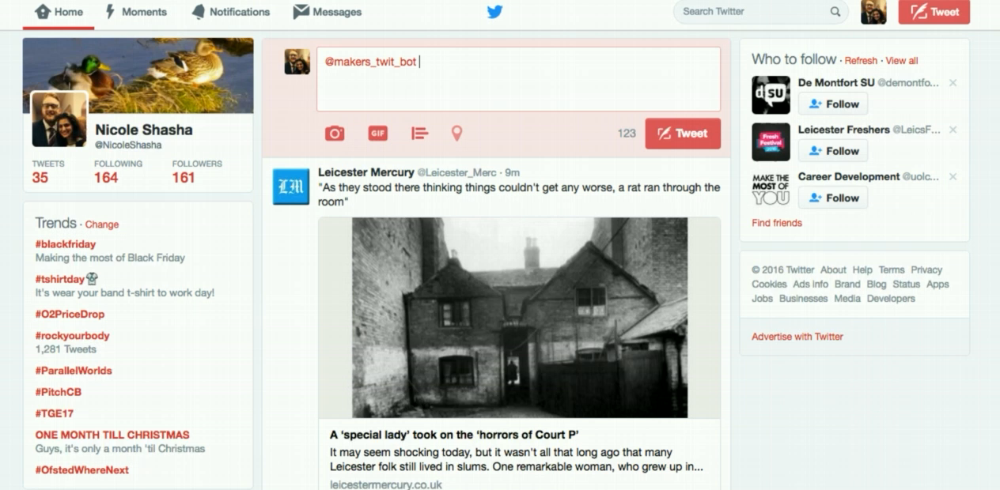 Home Moments Notifications Messages Search Twitter Tweet
Nicole Shasha
@NicoleShasha
TWEETS FOLLOWING FOLLOWERS
35 164 161
Trends · Change
#blackfriday
Making the most of Black Friday
#tshirtday
It's wear your band t-shirt to work day!
#O2PriceDrop
#rockyourbody
1,281 Tweets
#ParallelWorlds
#PitchCB
#TGE17
ONE MONTH TILL CHRISTMAS
Guys, it's only a month 'til Christmas
#OfstedWhereNext
@makers_twit_bot
GIF 123 Tweet
LM
Leicester Mercury @Leicester_Merc · 9m
"As they stood there thinking things couldn't get any worse, a rat ran through the
room"
A ‘special lady’ took on the ‘horrors of Court P’
It may seem shocking today, but it wasn't all that long ago that many
Leicester folk still lived in slums. One remarkable woman, who grew up in...
leicestermercury.co.uk
Who to follow · Refresh · View all
dSU
De Montfort SU @demontfo...
Follow
Fresh
Festival
Leicester Freshers @LeicsF...
Follow
MAKE THE
MOST OF
YOU
Career Development @uolc...
Follow
Find friends
© 2016 Twitter About Help Terms Privacy
Cookies Ads info Brand Blog Status Apps
Jobs Businesses Media Developers
Advertise with Twitter